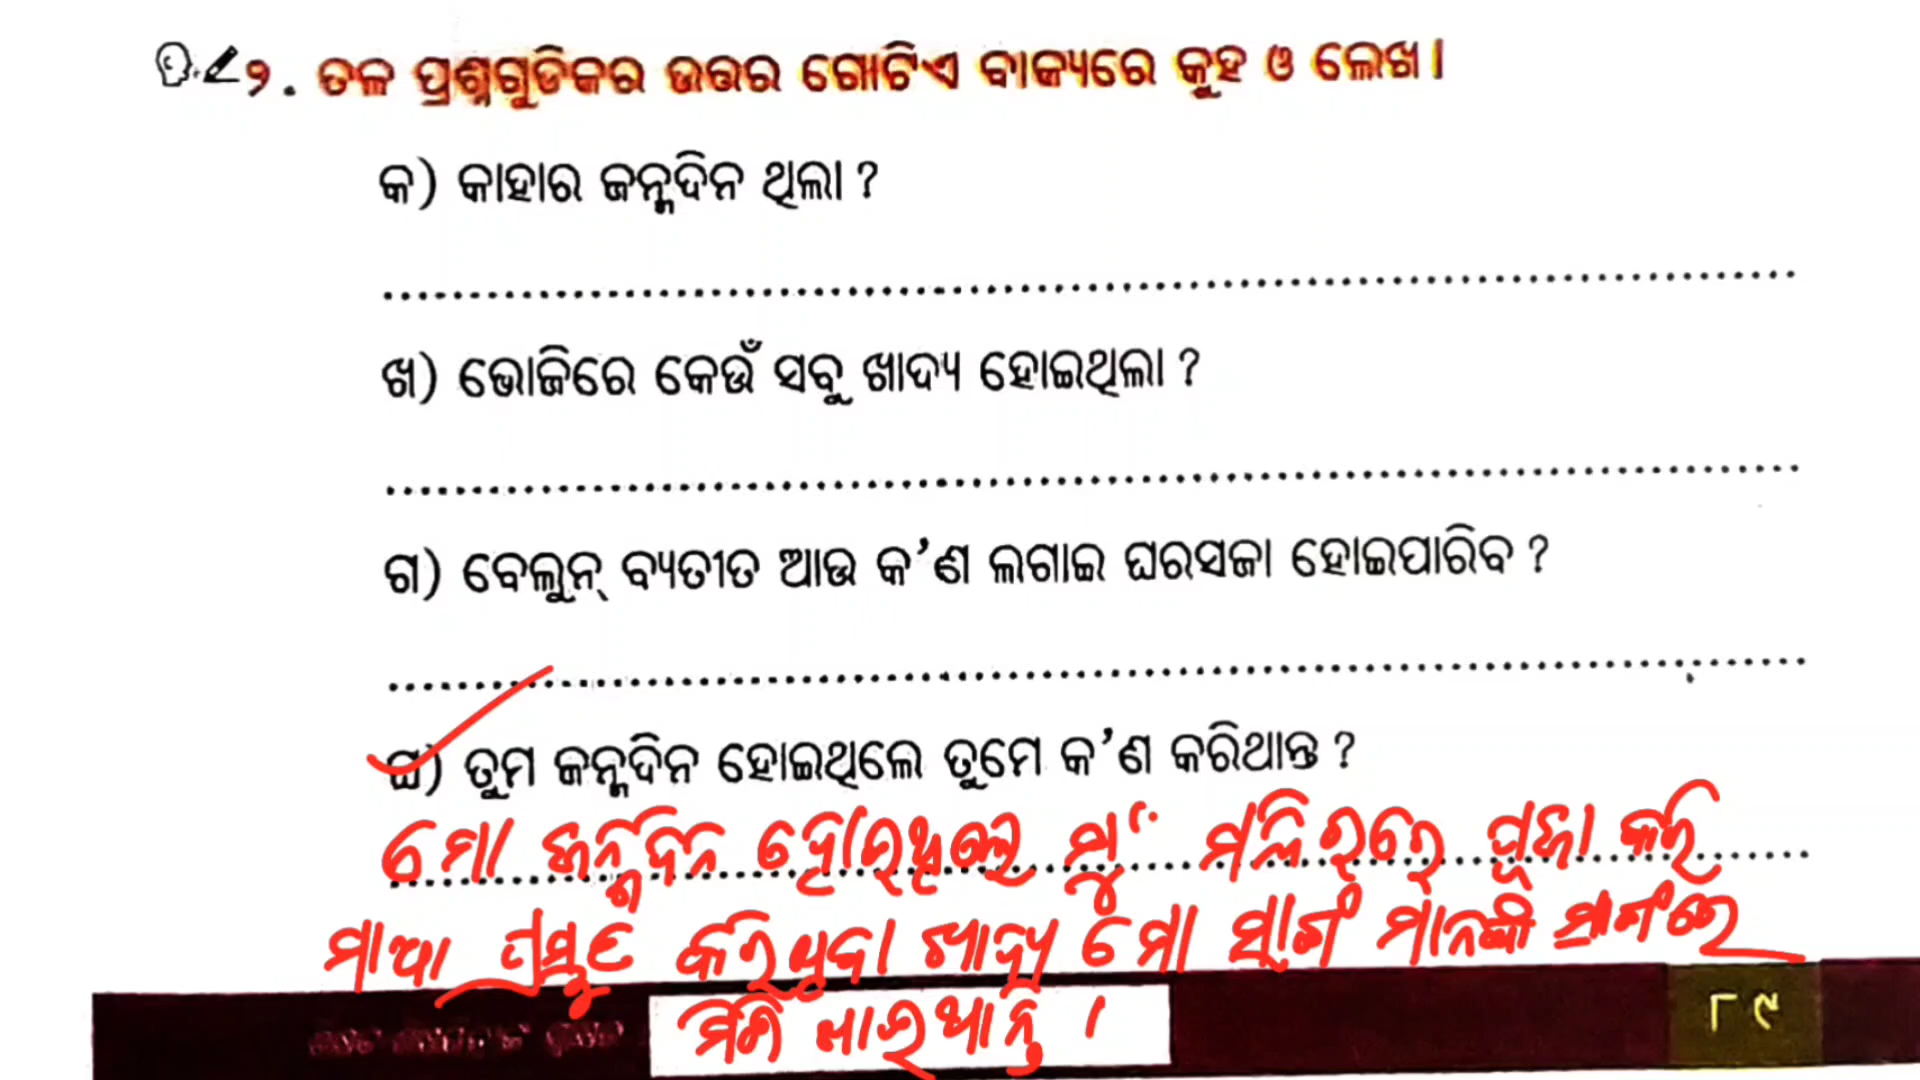 ୨. ତଳ ପ୍ରଶ୍ନଗୁଡିକର ଉତ୍ତର ଗୋଟିଏ ବାକ୍ୟରେ କୁହ ଓ ଲେଖ।
କ) କାହାର ଜନ୍ମଦିନ ଥିଲା ?
ଖ) ଭୋଜିରେ କେଉଁ ସବୁ ଖାଦ୍ୟ ହୋଇଥିଲା ?
ଗ) ବେଲୁନ୍ ବ୍ୟତୀତ ଆଉ କ'ଣ ଲଗାଇ ଘରସଜା ହୋଇପାରିବ ?
ଘ) ତୁମ ଜନ୍ମଦିନ ହୋଇଥିଲେ ତୁମେ କ'ଣ କରିଥାନ୍ତ ?
ମୋ ଜନ୍ମଦିନ ହୋଇଥିଲେ ମୁଁ ମନ୍ଦିରରେ ପୂଜା କରି
ମାଆ ପ୍ରସ୍ତୁତ କରିଥିବା ଖାଦ୍ୟ ମୋ ସାଙ୍ଗ ମାନଙ୍କ ସାଙ୍ଗରେ
ମିଶି ଖାଇଥାନ୍ତି ।
୮୯